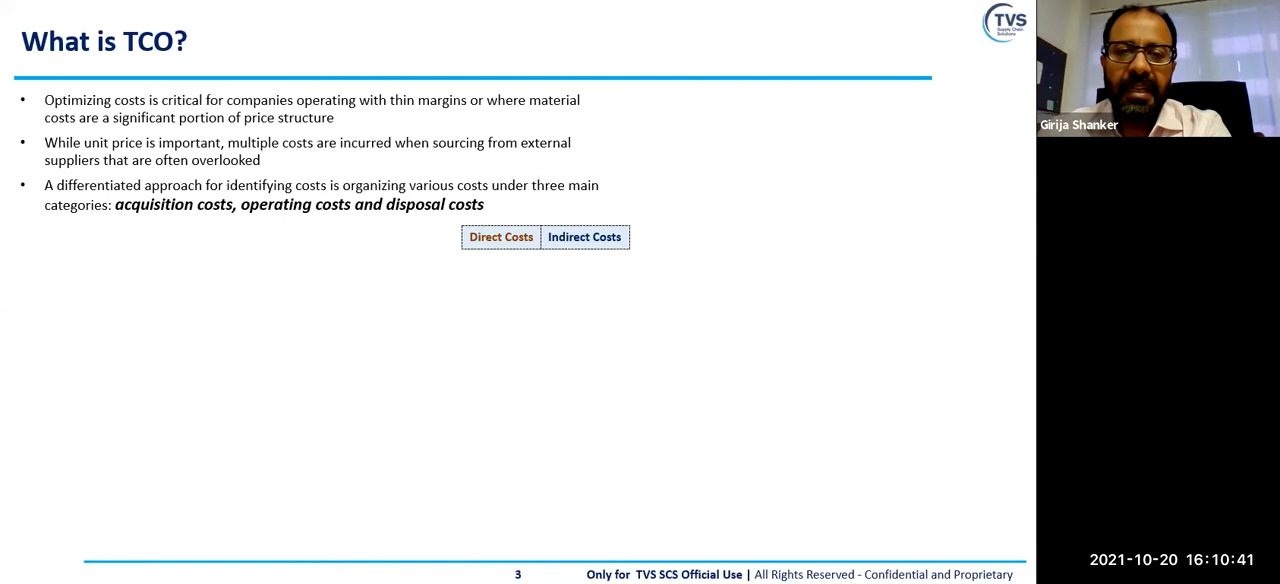 What is TCO?
TVS
Supply Chain
Solutions
• Optimizing costs is critical for companies operating with thin margins or where material
costs are a significant portion of price structure
• While unit price is important, multiple costs are incurred when sourcing from external
suppliers that are often overlooked
• A differentiated approach for identifying costs is organizing various costs under three main
categories: acquisition costs, operating costs and disposal costs
Direct Costs Indirect Costs
3 Only for TVS SCS Official Use | All Rights Reserved - Confidential and Proprietary
Girija Shanker
2021-10-20 16:10:41